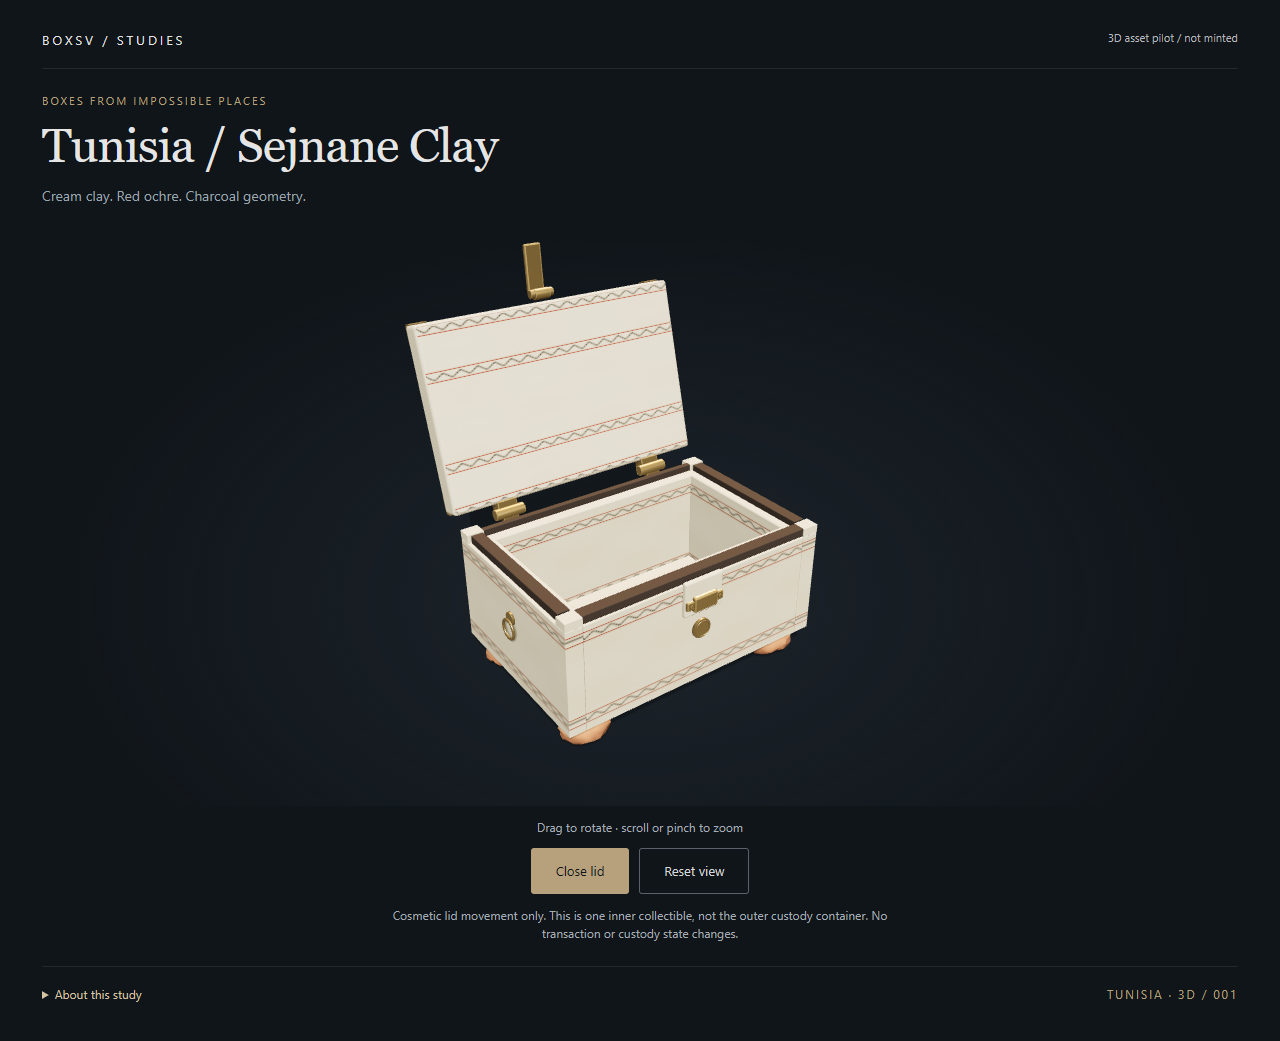 BOXSV / STUDIES
3D asset pilot / not minted
BOXES FROM IMPOSSIBLE PLACES
Tunisia / Sejnane Clay
Cream clay. Red ochre. Charcoal geometry.
Drag to rotate · scroll or pinch to zoom
Close lid
Reset view
Cosmetic lid movement only. This is one inner collectible, not the outer custody container. No
transaction or custody state changes.
About this study
TUNISIA · 3D / 001